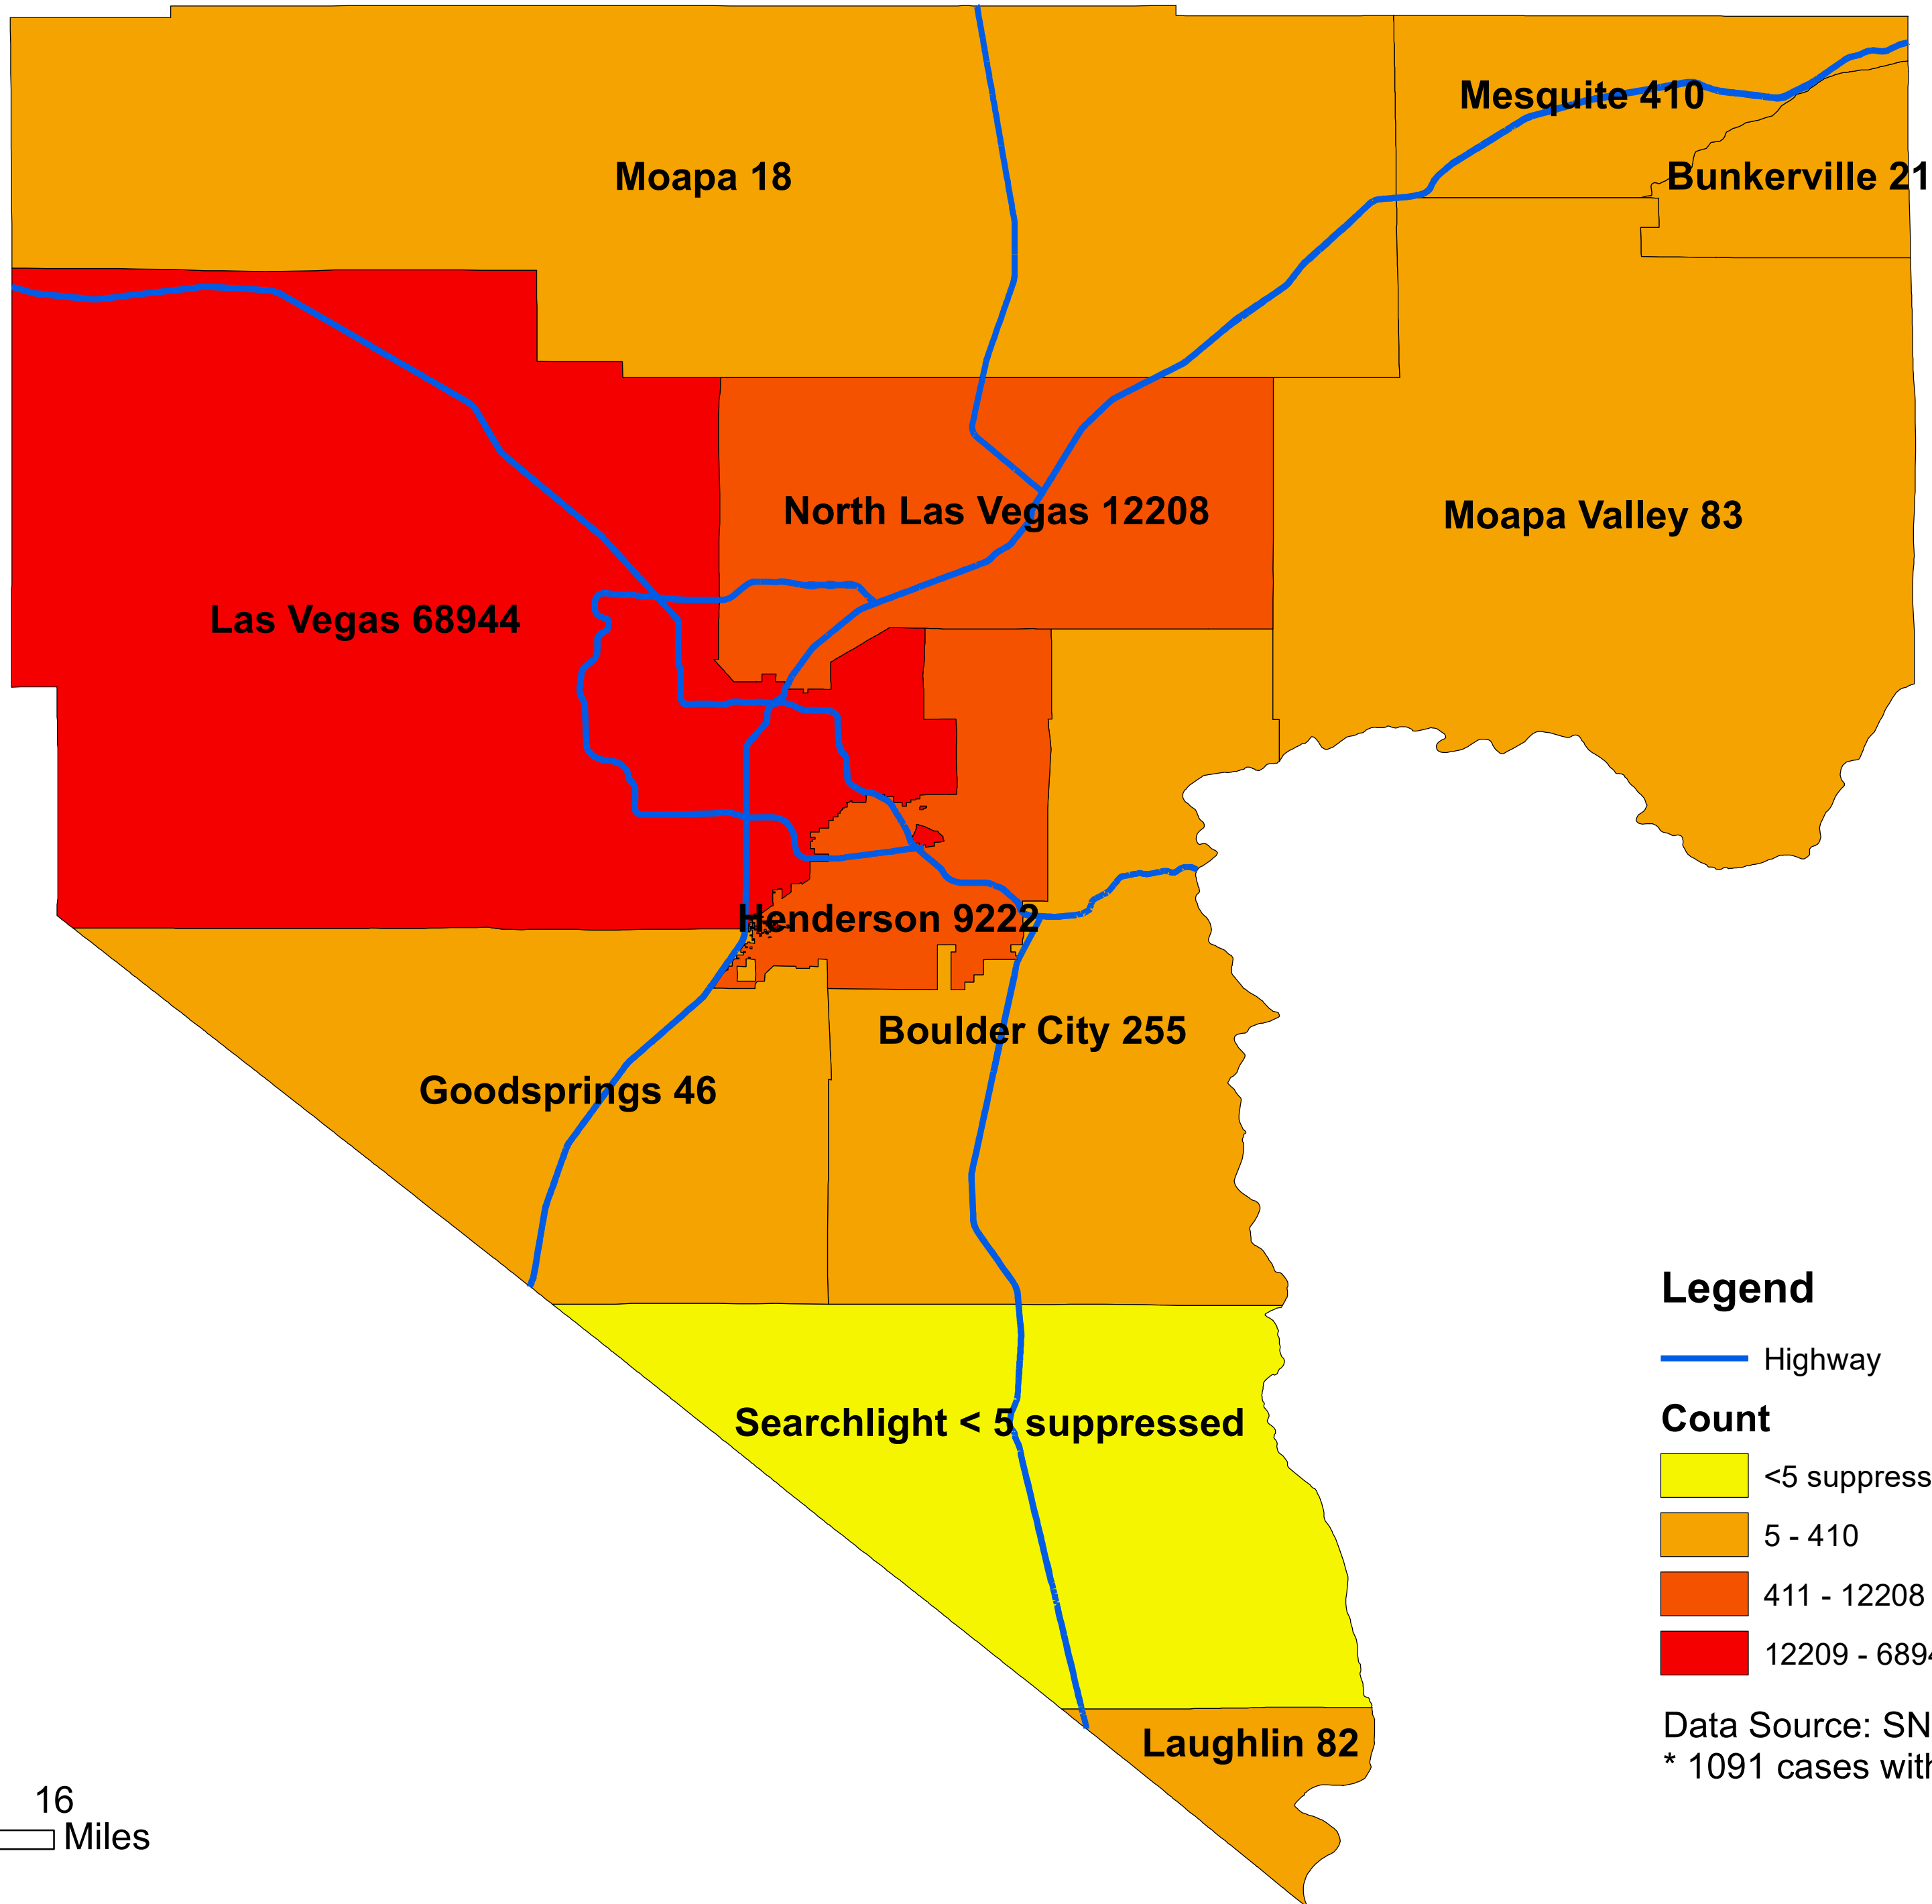 Mesquite 410
Moapa 18
Bunkerville 21
North Las Vegas 12208
Moapa Valley 83
Las Vegas 68944
Henderson 9222
Boulder City 255
Goodsprings 46
Legend
Highway
Count
Searchlight < 5 suppressed
<5 suppress
5 - 410
411 - 12208
12209 - 689
Data Source: SN
Laughlin 82
* 1091 cases with
16
Miles